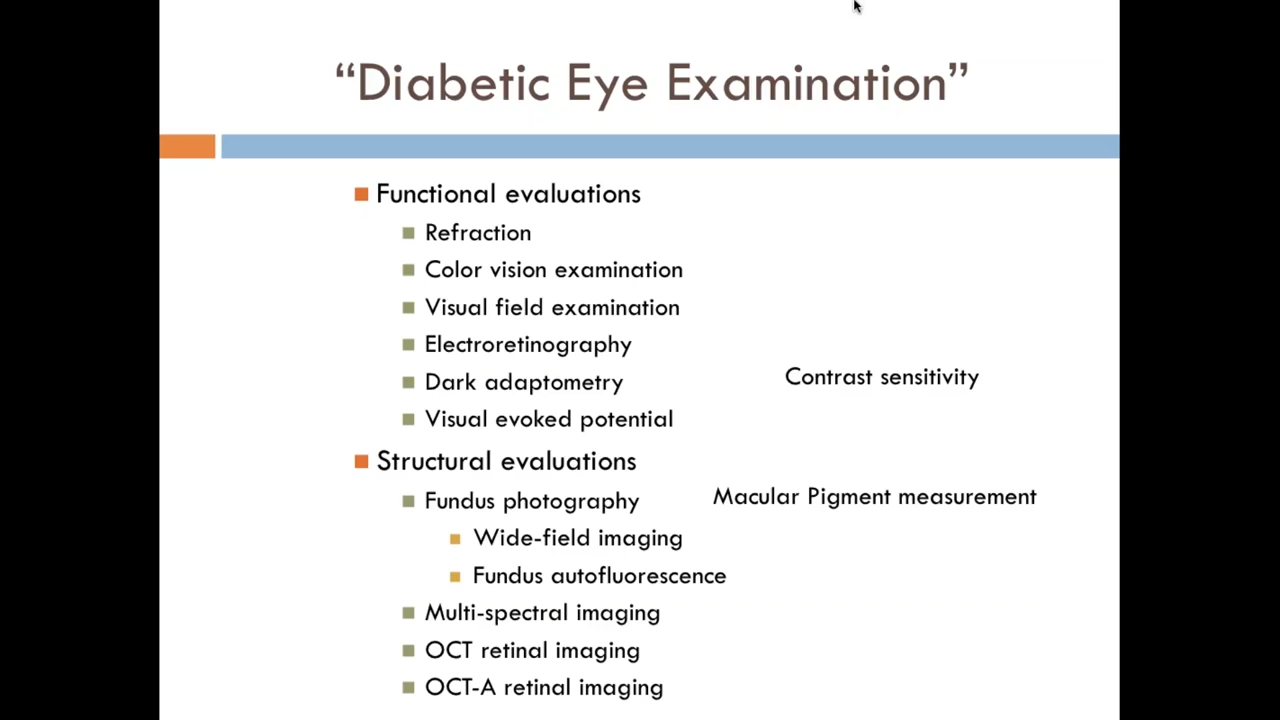 “Diabetic Eye Examination”
Functional evaluations
Refraction
Color vision examination
Visual field examination
Electroretinography
Dark adaptometry
Contrast sensitivity
Visual evoked potential
Structural evaluations
Fundus photography
Macular Pigment measurement
Wide-field imaging
Fundus autofluorescence
Multi-spectral imaging
OCT retinal imaging
OCT-A retinal imaging